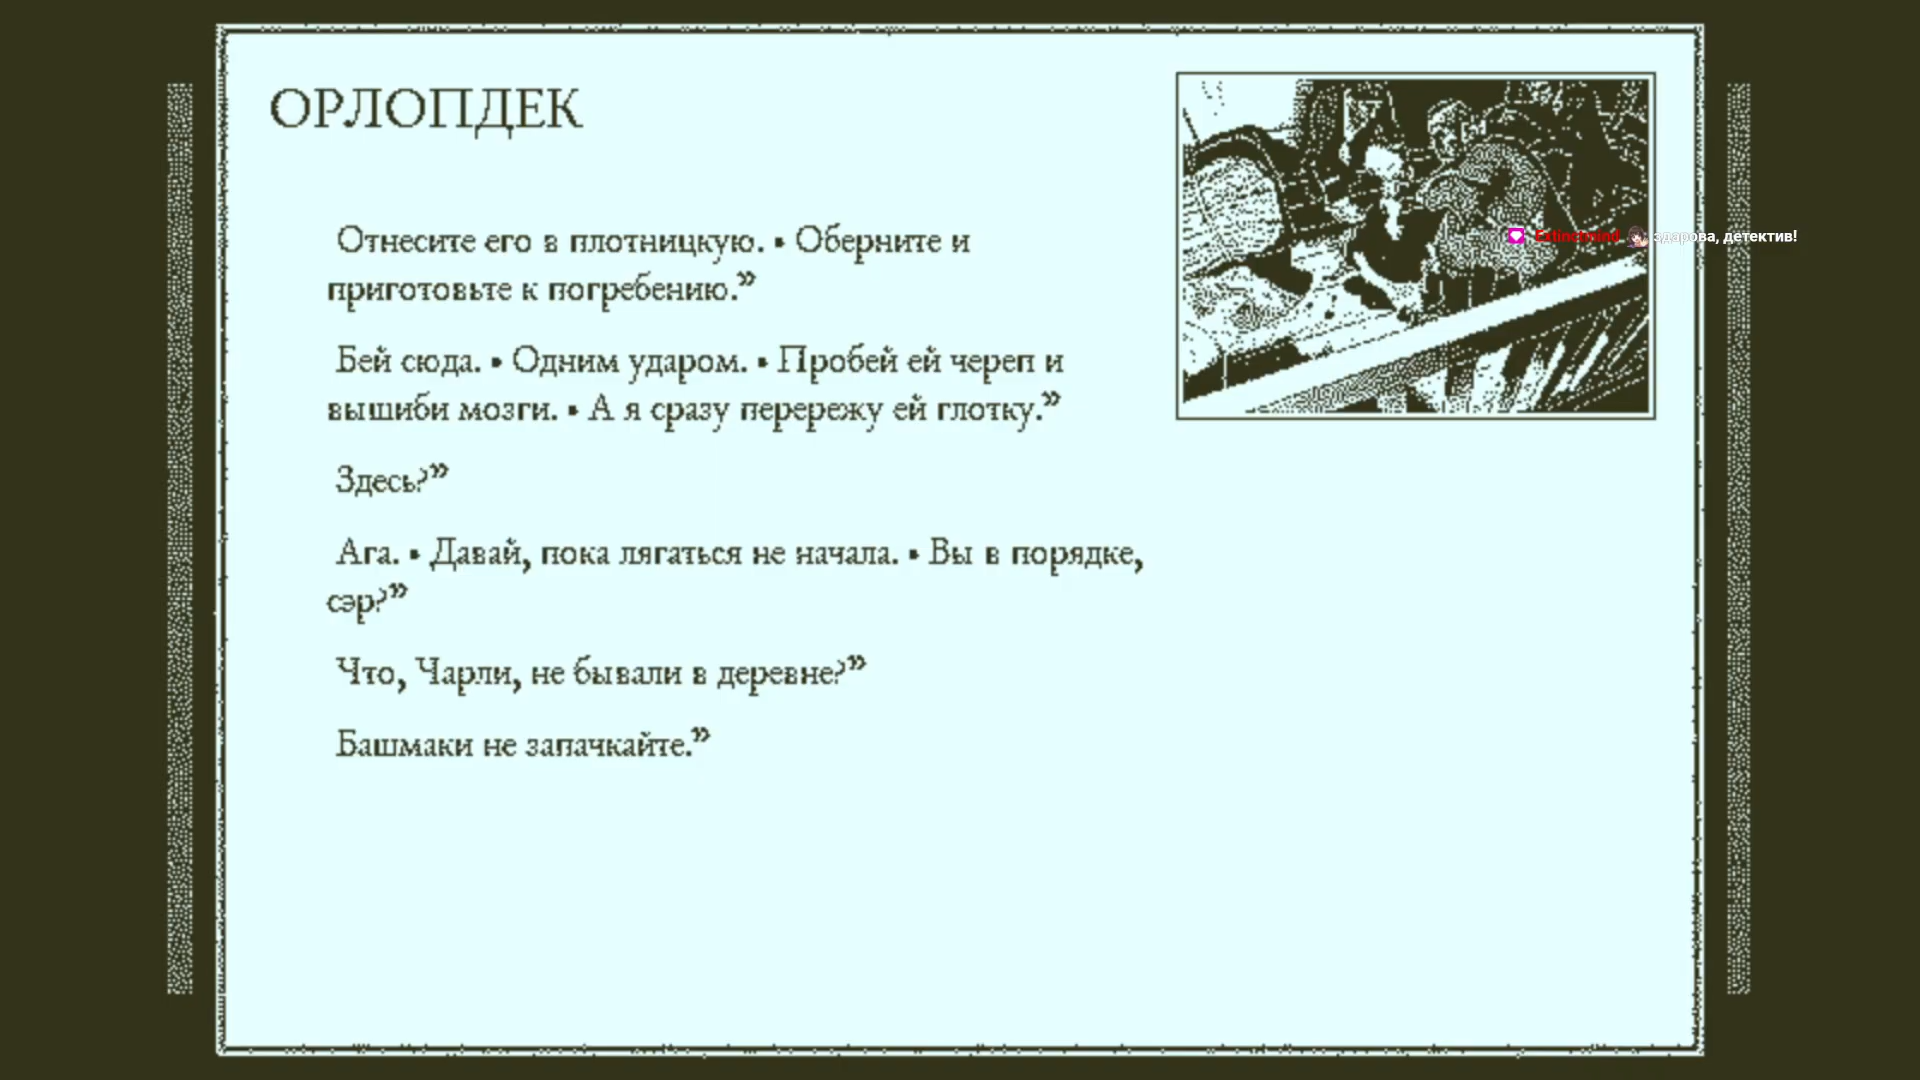 ОРЛОПДЕК
Отнесите его в плотницкую. • Оберните и
приготовьте к погребению.”
Бей сюда. • Одним ударом. • Пробей ей череп и
вышиби мозги. • А я сразу перережу ей глотку.”
Здесь?”
Ага. • Давай, пока лягаться не начала. • Вы в порядке,
сэр?”
Что, Чарли, не бывали в деревне?”
Башмаки не запачкайте.”
Extinctmind здарова, детектив!